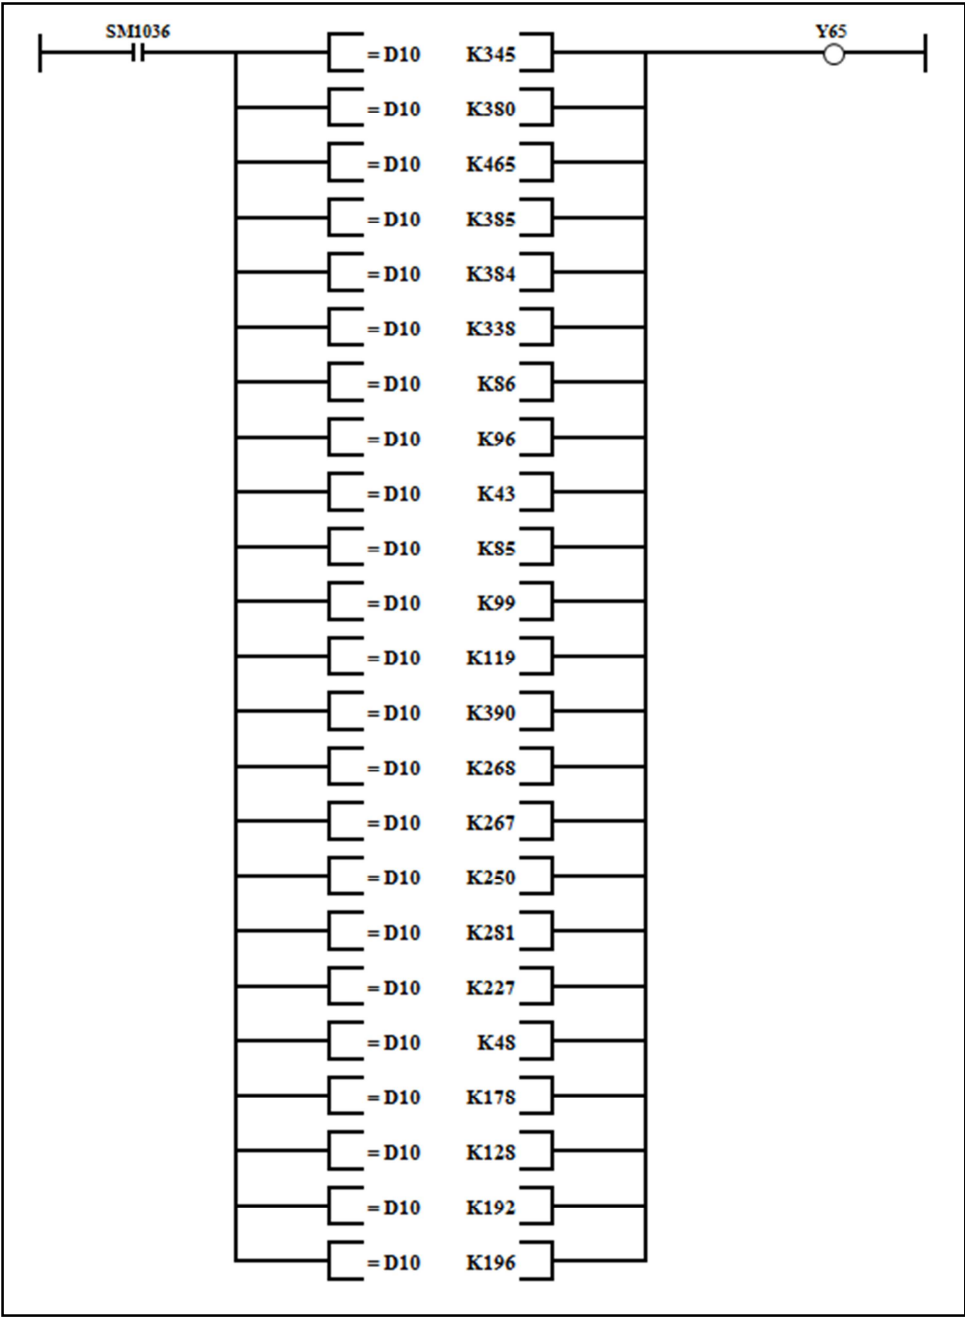 SM1036 Y65
= D10 K345
= D10 K380
= D10 K465
= D10 K385
= D10 K384
= D10 K338
= D10 K86
= D10 K96
= D10 K43
= D10 K85
= D10 K99
= D10 K119
= D10 K390
= D10 K268
= D10 K267
= D10 K250
= D10 K281
= D10 K227
= D10 K48
= D10 K178
= D10 K128
= D10 K192
= D10 K196